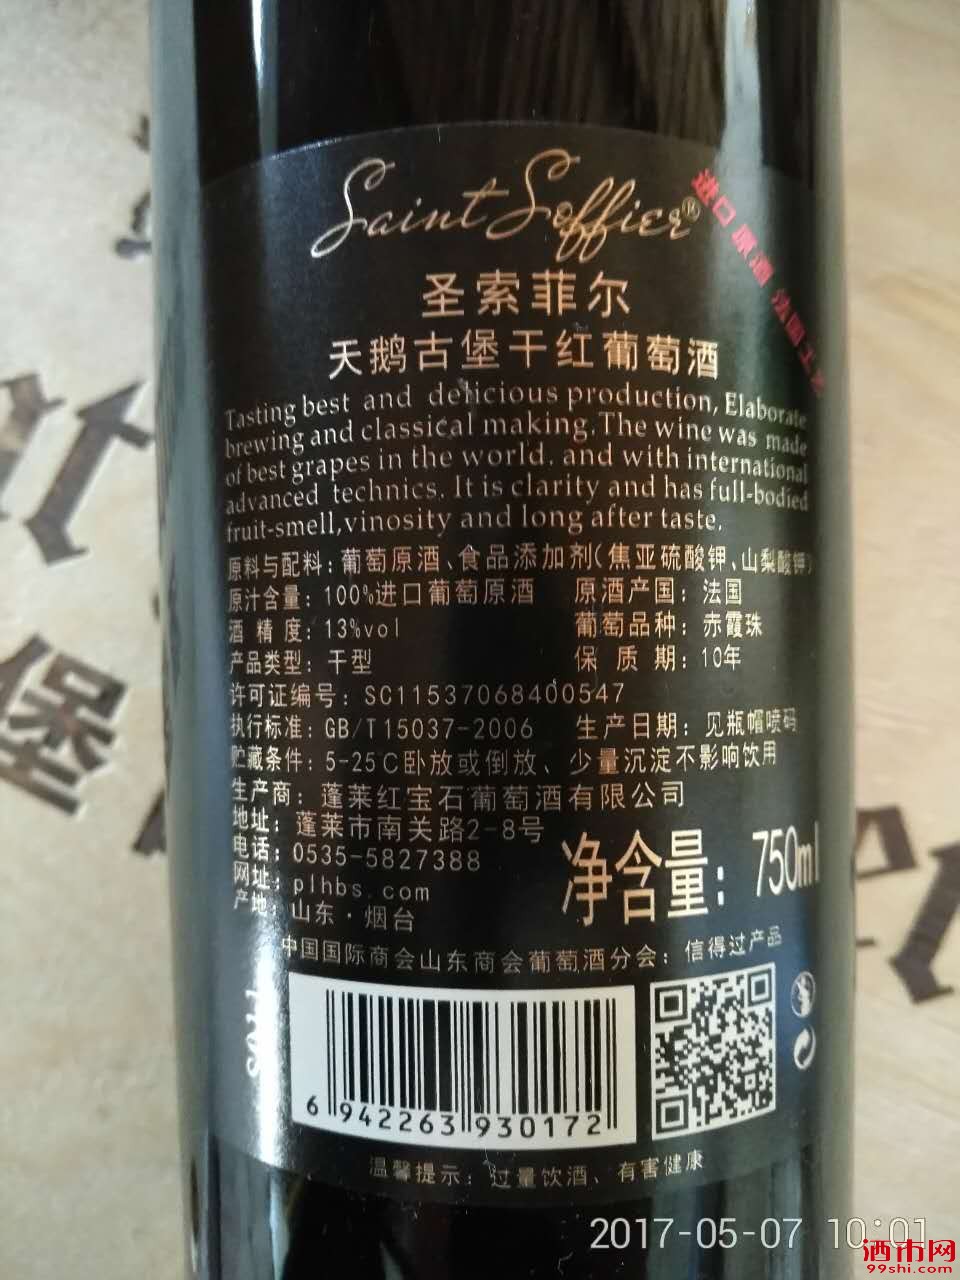 Saint Soffier®
进口原酒 法国工艺
圣索菲尔
天鹅古堡干红葡萄酒
Tasting best and delicious production, Elaborate
brewing and classical making. The wine was made
of best grapes in the world. and with international
advanced technics. It is clarity and has full-bodied
fruit-smell,vinosity and long after taste.
原料与配料：葡萄原酒、食品添加剂(焦亚硫酸钾、山梨酸钾)
原汁含量：100%进口葡萄原酒 原酒产国：法国
酒 精 度：13%vol 葡萄品种：赤霞珠
产品类型：干型 保 质 期：10年
许可证编号：SC11537068400547
执行标准：GB/T15037-2006 生产日期：见瓶帽喷码
贮藏条件：5-25C卧放或倒放、少量沉淀不影响饮用
生产商：蓬莱红宝石葡萄酒有限公司
地址：蓬莱市南关路2-8号
电话：0535-5827388
网址：plhbs.com
产地：山东·烟台
净含量：750ml
中国国际商会山东商会葡萄酒分会：信得过产品
6 942263 930172
温馨提示：过量饮酒、有害健康
堡
2017-05-07 10:01
酒市网
99shi.com